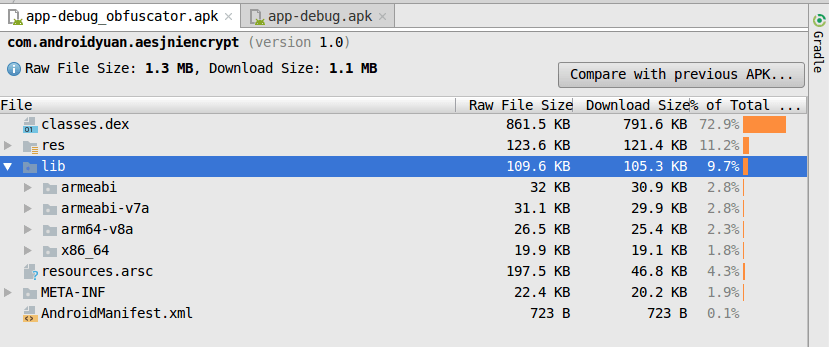 app-debug_obfuscator.apk × app-debug.apk ×
com.androidyuan.aesjniencrypt (version 1.0)
Raw File Size: 1.3 MB, Download Size: 1.1 MB
Compare with previous APK...
Gradle
File Raw File Size Download Size % of Total ...
classes.dex 861.5 KB 791.6 KB 72.9%
res 123.6 KB 121.4 KB 11.2%
lib 109.6 KB 105.3 KB 9.7%
armeabi 32 KB 30.9 KB 2.8%
armeabi-v7a 31.1 KB 29.9 KB 2.8%
arm64-v8a 26.5 KB 25.4 KB 2.3%
x86_64 19.9 KB 19.1 KB 1.8%
resources.arsc 197.5 KB 46.8 KB 4.3%
META-INF 22.4 KB 20.2 KB 1.9%
AndroidManifest.xml 723 B 723 B 0.1%